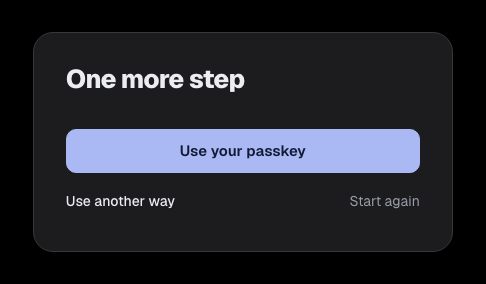 One more step
Use your passkey
Use another way
Start again